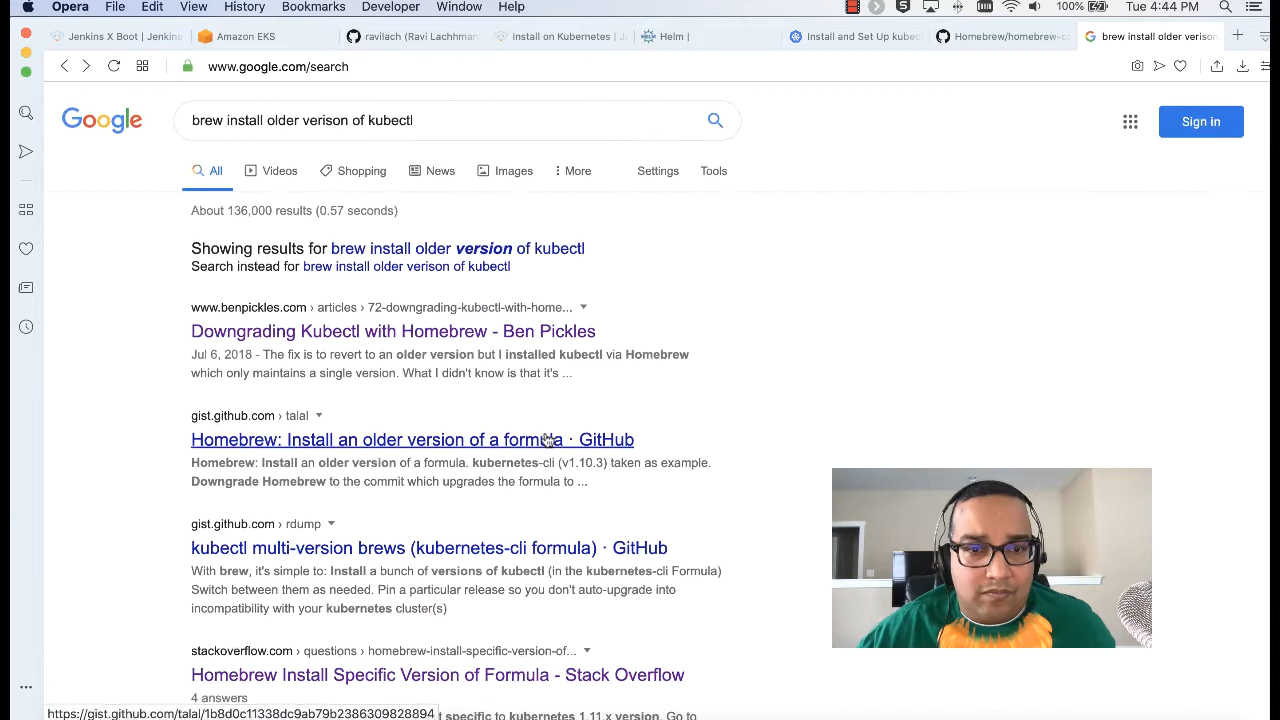 Opera File Edit View History Bookmarks Developer Window Help 100% Tue 4:44 PM
Jenkins X Boot | Jenkins Amazon EKS ravilach (Ravi Lachhman Install on Kubernetes | J Helm | Install and Set Up kubec Homebrew/homebrew-c brew install older verison
www.google.com/search
Google
brew install older verison of kubectl
Sign in
All Videos Shopping News Images More Settings Tools
About 136,000 results (0.57 seconds)
Showing results for brew install older version of kubectl
Search instead for brew install older verison of kubectl
www.benpickles.com › articles › 72-downgrading-kubectl-with-home...
Downgrading Kubectl with Homebrew - Ben Pickles
Jul 6, 2018 - The fix is to revert to an older version but I installed kubectl via Homebrew
which only maintains a single version. What I didn't know is that it's ...
gist.github.com › talal
Homebrew: Install an older version of a formula · GitHub
Homebrew: Install an older version of a formula. kubernetes-cli (v1.10.3) taken as example.
Downgrade Homebrew to the commit which upgrades the formula to ...
gist.github.com › rdump
kubectl multi-version brews (kubernetes-cli formula) · GitHub
With brew, it's simple to: Install a bunch of versions of kubectl (in the kubernetes-cli Formula)
Switch between them as needed. Pin a particular release so you don't auto-upgrade into
incompatibility with your kubernetes cluster(s)
stackoverflow.com › questions › homebrew-install-specific-version-of...
Homebrew Install Specific Version of Formula - Stack Overflow
4 answers
https://gist.github.com/talal/1b8d0c11338dc9ab79b2386309828894
specific to kubernetes 1.11.x version. Go to